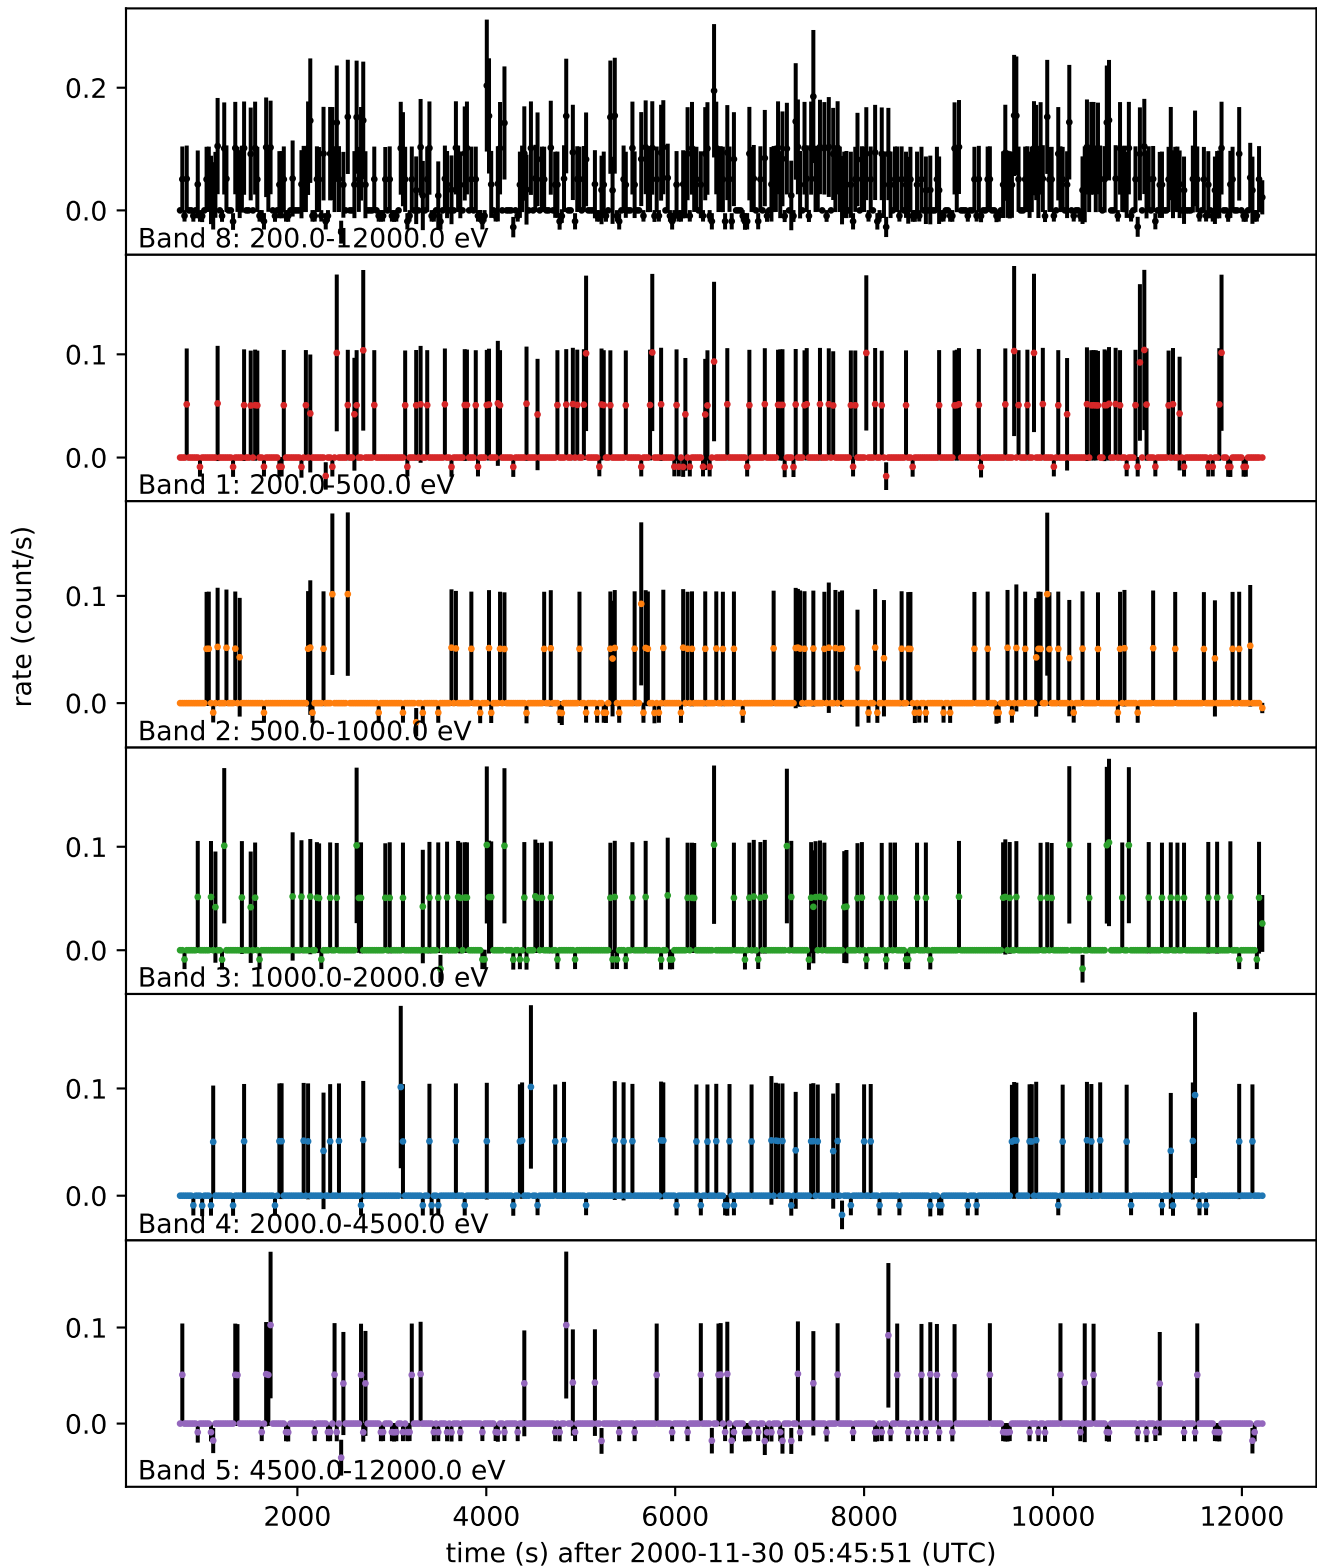 0.2
0.0
Band 8: 200.0-12000.0 eV
0.1
0.0
Band 1: 200.0-500.0 eV
rate (count/s)
0.1
0.0
Band 2: 500.0-1000.0 eV
0.1
0.0
Band 3: 1000.0-2000.0 eV
0.1
0.0
Band 4: 2000.0-4500.0 eV
0.1
0.0
Band 5: 4500.0-12000.0 eV
2000 4000 6000 8000 10000 12000
time (s) after 2000-11-30 05:45:51 (UTC)